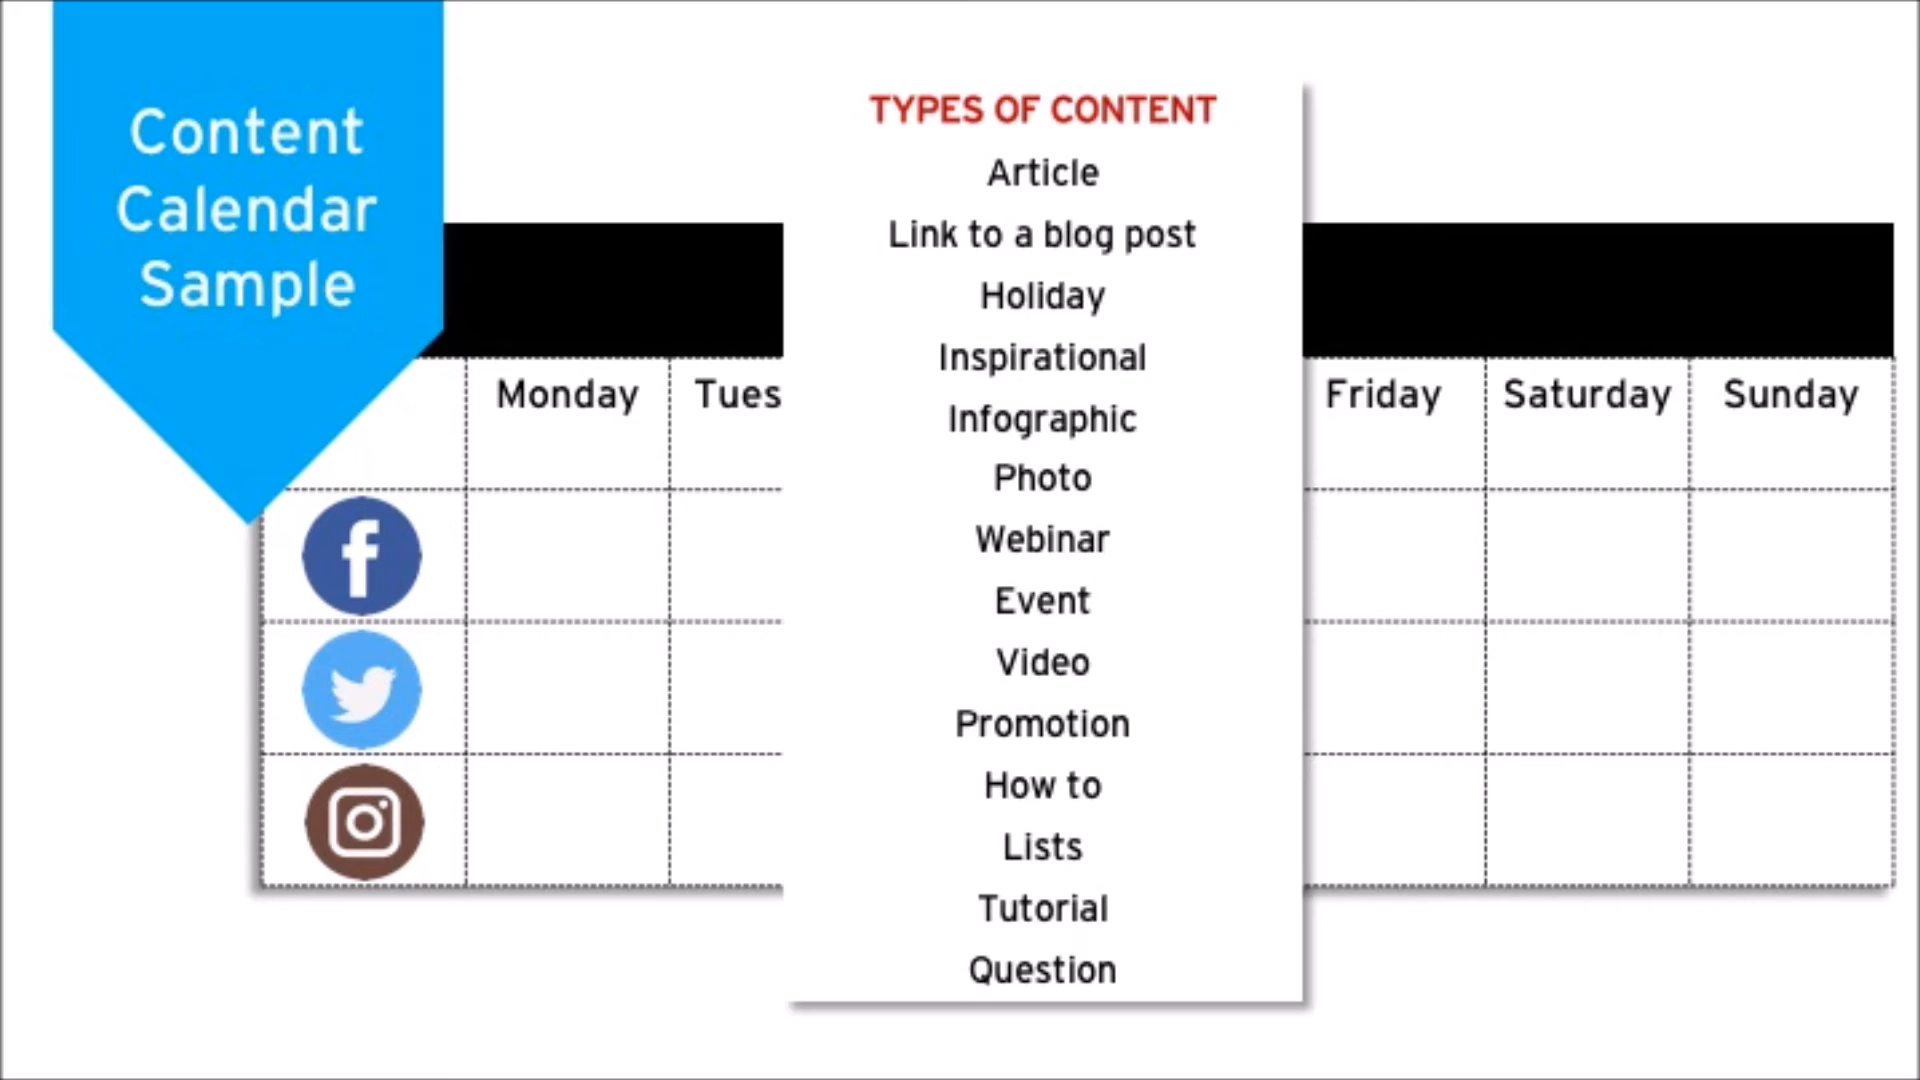 Content
Calendar
Sample
TYPES OF CONTENT
Article
Link to a blog post
Holiday
Inspirational
Infographic
Photo
Webinar
Event
Video
Promotion
How to
Lists
Tutorial
Question
Monday
Tues
Friday
Saturday
Sunday